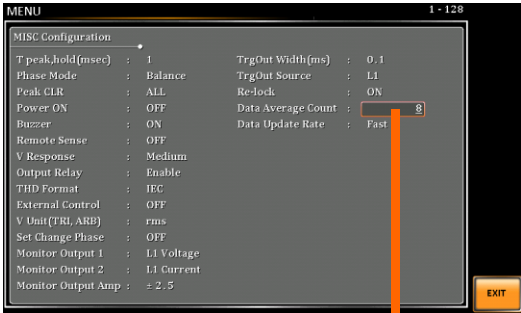 MENU 1 - 128
MISC Configuration
T peak,hold(msec) : 1 TrgOut Width(ms) : 0.1
Phase Mode : Balance TrgOut Source : L1
Peak CLR : ALL Re-lock : ON
Power ON : OFF Data Average Count : 8
Buzzer : ON Data Update Rate : Fast
Remote Sense : OFF
V Response : Medium
Output Relay : Enable
THD Format : IEC
External Control : OFF
V Unit(TRI, ARB) : rms
Set Change Phase : OFF
Monitor Output 1 : L1 Voltage
Monitor Output 2 : L1 Current
Monitor Output Amp : ± 2.5
EXIT